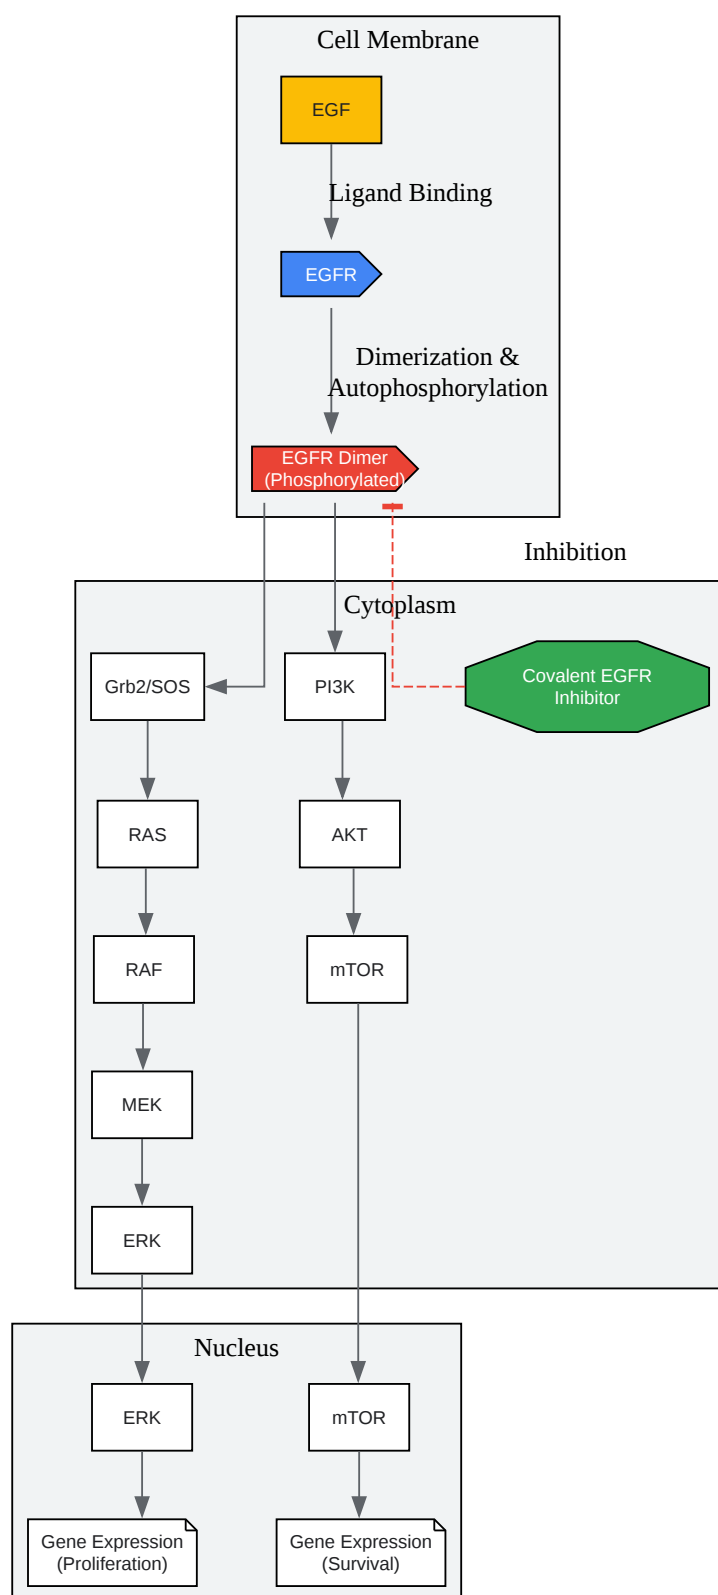 Cell Membrane
EGF
Ligand Binding
EGFR
Dimerization &
Autophosphorylation
EGFR Dimer
(Phosphorylated)
Inhibition
Cytoplasm
Grb2/SOS
PI3K
Covalent EGFR
Inhibitor
RAS
AKT
RAF
mTOR
MEK
ERK
Nucleus
ERK
mTOR
Gene Expression
(Proliferation)
Gene Expression
(Survival)